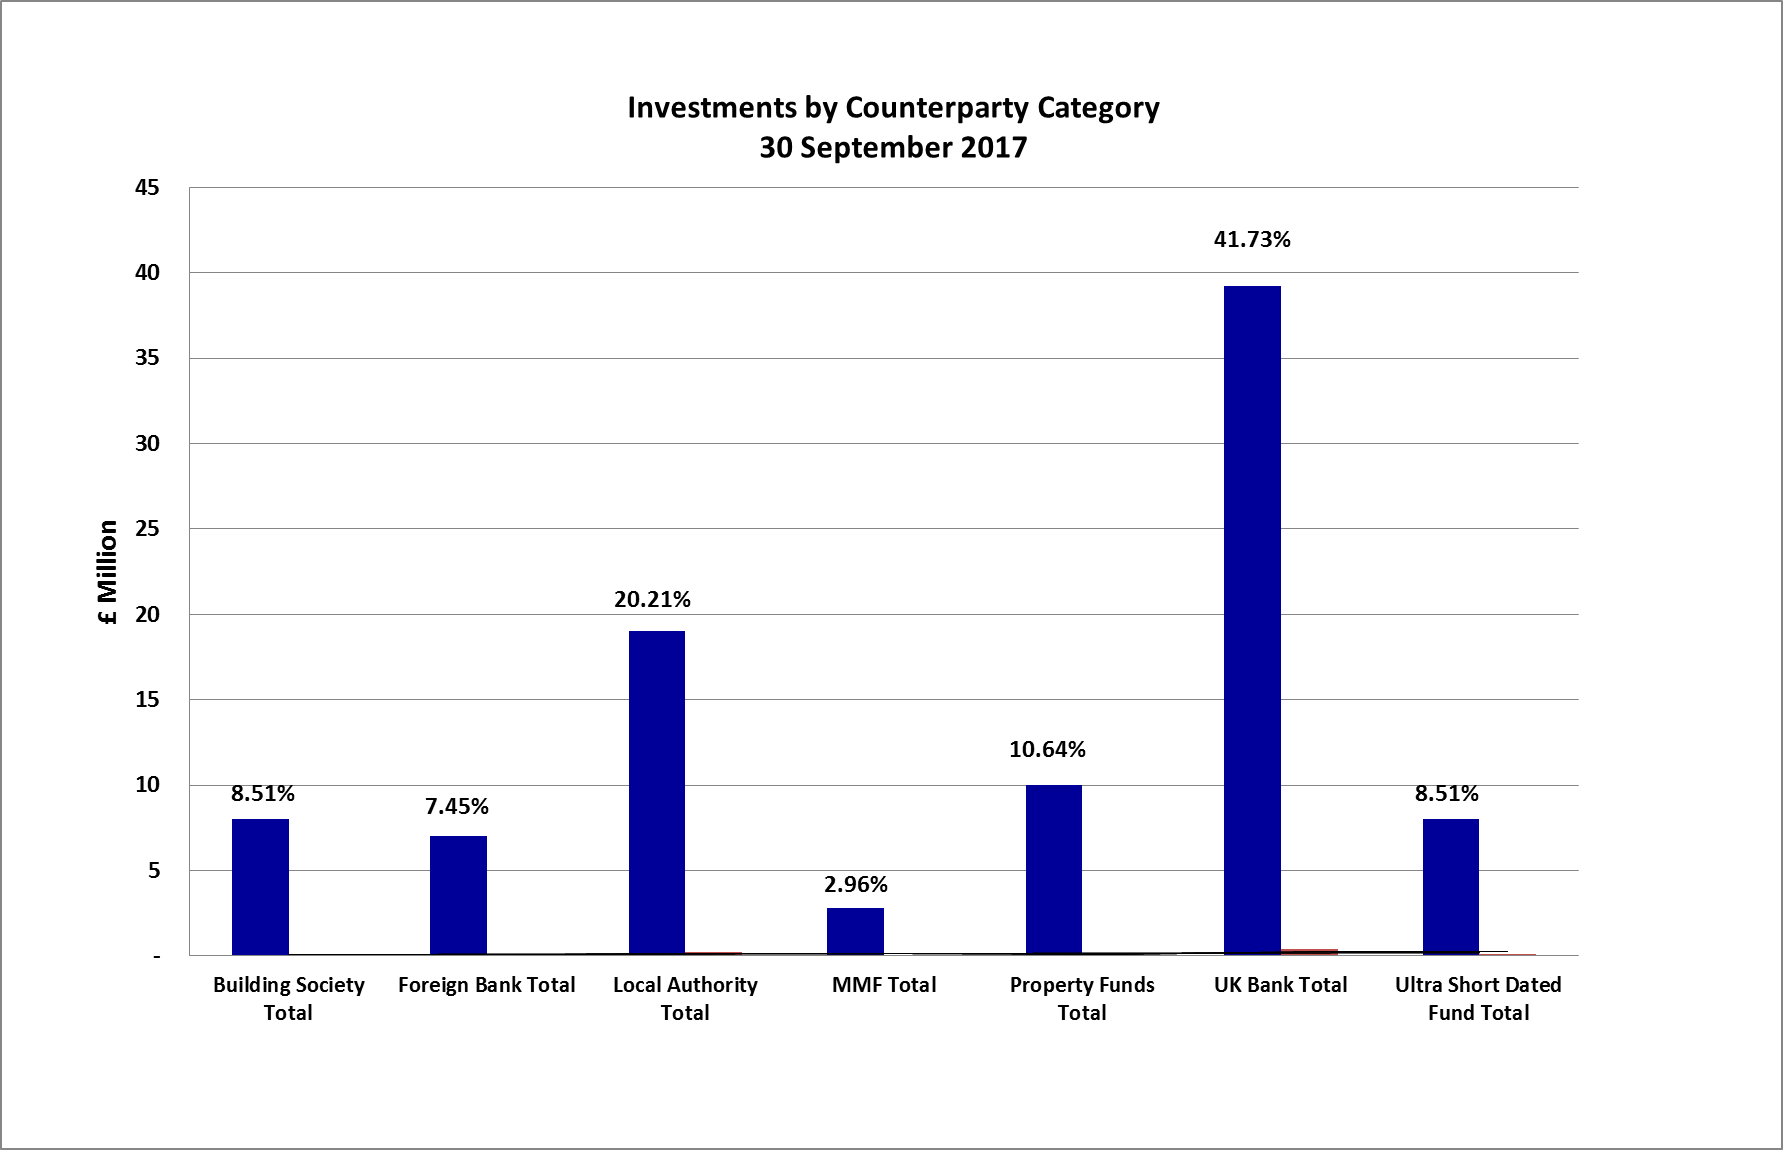 Investments by Counterparty Category
30 September 2017
45
40
35
30
25
20
15
10
5
-
£ Million
8.51%
7.45%
20.21%
2.96%
10.64%
41.73%
8.51%
Building Society
Total
Foreign Bank Total
Local Authority
Total
MMF Total
Property Funds
Total
UK Bank Total
Ultra Short Dated
Fund Total